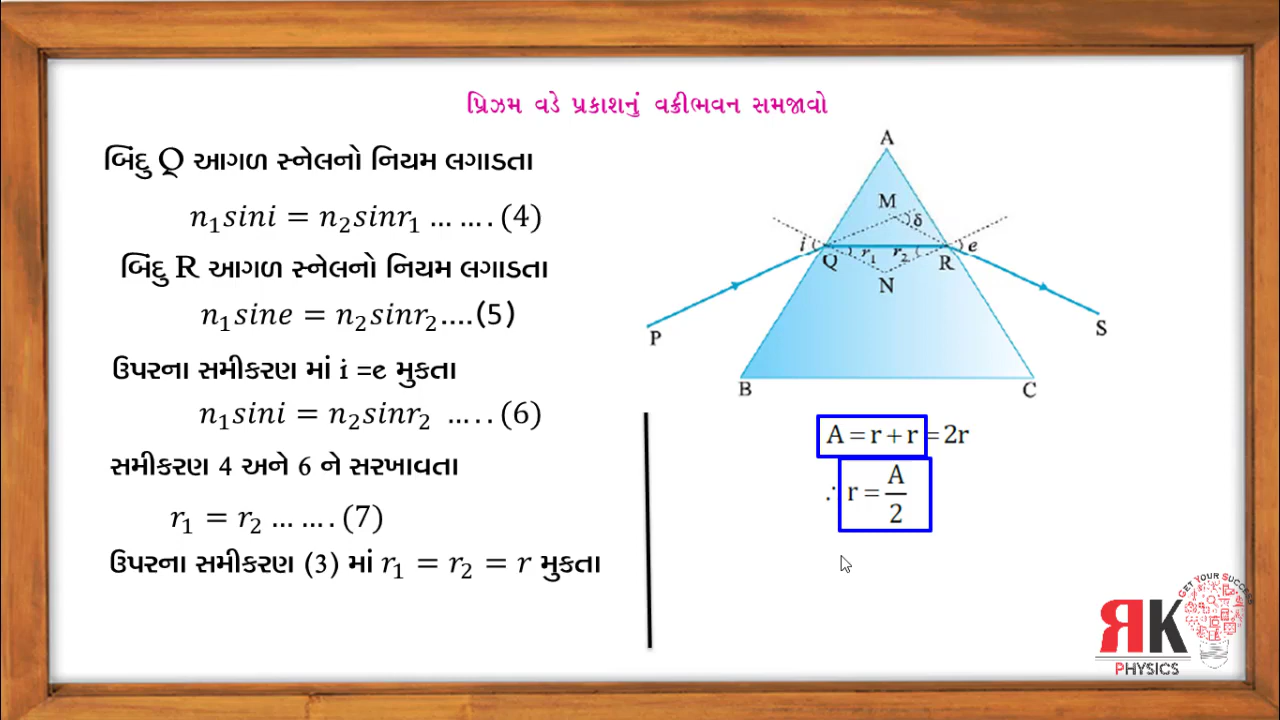 પ્રિઝમ વડે પ્રકાશનું વક્રીભવન સમજાવો
બિંદુ Q આગળ સ્નેલનો નિયમ લગાડતા
n₁sini = n₂sinr₁ … … . (4)
બિંદુ R આગળ સ્નેલનો નિયમ લગાડતા
n₁sine = n₂sinr₂ ....(5)
ઉપરના સમીકરણ માં i =e મુકતા
n₁sini = n₂sinr₂ … . . (6)
સમીકરણ 4 અને 6 ને સરખાવતા
r₁ = r₂ … … . (7)
ઉપરના સમીકરણ (3) માં r₁ = r₂ = r મુકતા
A
M
δ
i
r₁
r₂
e
Q
R
N
P
S
B
C
A = r + r = 2r
∴ r = A/2
GET YOUR SUCCESS
RK
PHYSICS